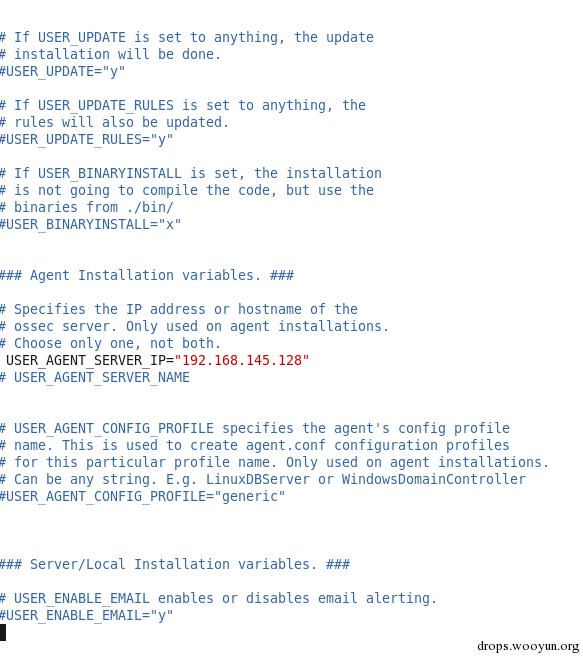 # If USER_UPDATE is set to anything, the update
# installation will be done.
#USER_UPDATE="y"
# If USER_UPDATE_RULES is set to anything, the
# rules will also be updated.
#USER_UPDATE_RULES="y"
# If USER_BINARYINSTALL is set, the installation
# is not going to compile the code, but use the
# binaries from ./bin/
#USER_BINARYINSTALL="x"
### Agent Installation variables. ###
# Specifies the IP address or hostname of the
# ossec server. Only used on agent installations.
# Choose only one, not both.
USER_AGENT_SERVER_IP="192.168.145.128"
# USER_AGENT_SERVER_NAME
# USER_AGENT_CONFIG_PROFILE specifies the agent's config profile
# name. This is used to create agent.conf configuration profiles
# for this particular profile name. Only used on agent installations.
# Can be any string. E.g. LinuxDBServer or WindowsDomainController
#USER_AGENT_CONFIG_PROFILE="generic"
### Server/Local Installation variables. ###
# USER_ENABLE_EMAIL enables or disables email alerting.
#USER_ENABLE_EMAIL="y"
drops.wooyun.org